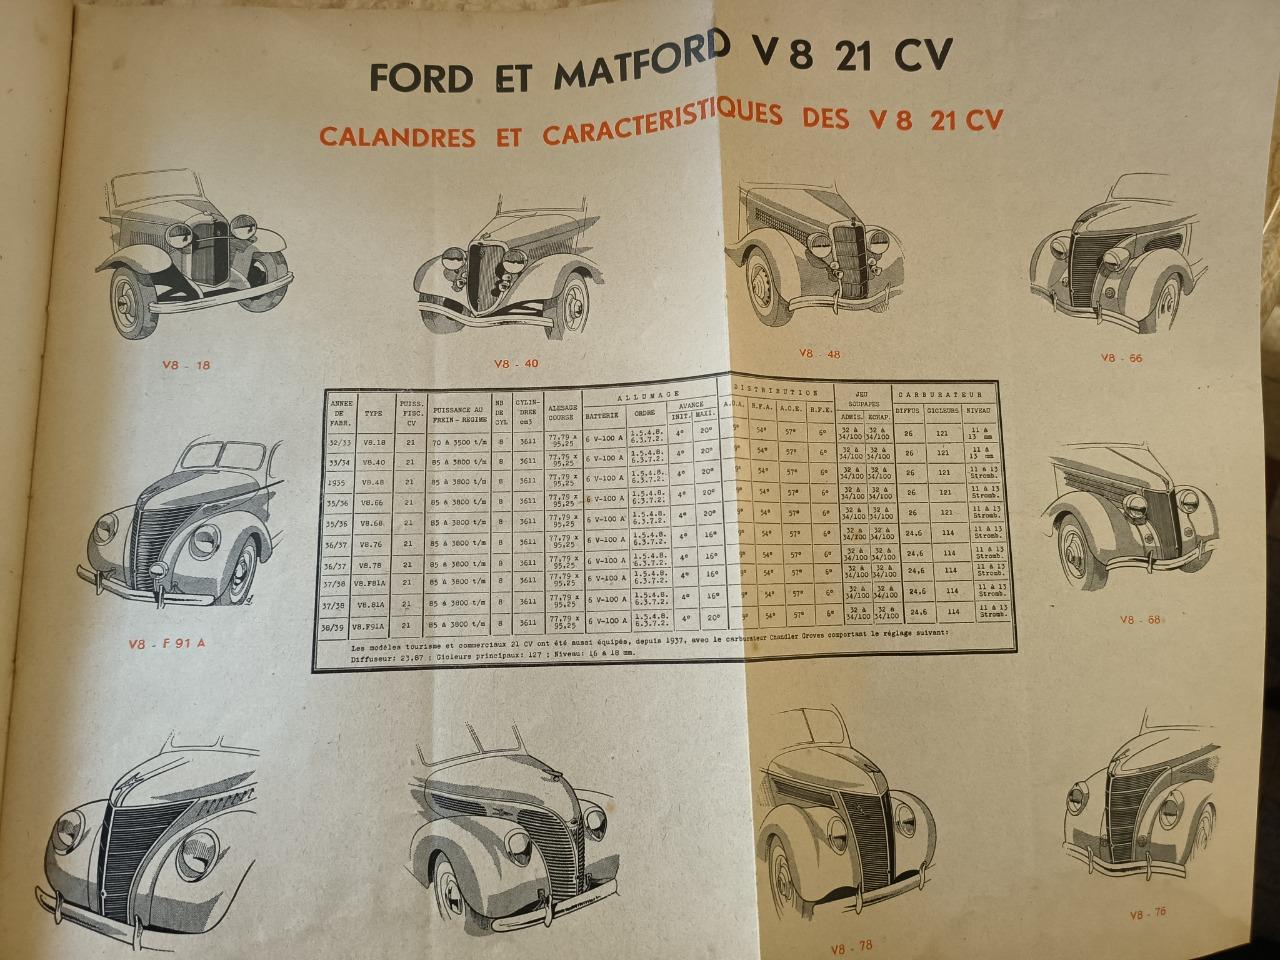 FORD ET MATFORD V8 21 CV
CALANDRES ET CARACTERISTIQUES DES V8 21 CV
V8 - 18
V8 - 40
V8 - 48
V8 - 66
ANNEE DE FABR. TYPE PUISS. FISC. CV PUISSANCE AU FREIN - REGIME NB DE CYL CYLIN-DREE cm3 ALESAGE COURSE ALLUMAGE BATTERIE ORDRE AVANCE INIT. MAXI. DISTRIBUTION A.O.A. R.F.A. A.O.E. R.F.E. JEU SOUPAPES ADMIS. ECHAP. CARBURATEUR DIFFUS GICLEURS NIVEAU
32/33 V8.18 21 70 à 3500 t/m 8 3611 77,79 x 95,25 6 V-100 A 1.5.4.8. 6.3.7.2. 4° 20° 9° 54° 57° 6° 32 à 34/100 32 à 34/100 26 121 11 à 13 mm
33/34 V8.40 21 85 à 3800 t/m 8 3611 77,79 x 95,25 6 V-100 A 1.5.4.8. 6.3.7.2. 4° 20° 9° 54° 57° 6° 32 à 34/100 32 à 34/100 26 121 11 à mm
1935 V8.48 21 85 à 3800 t/m 8 3611 77,79 x 95,25 6 V-100 A 1.5.4.8. 6.3.7.2. 4° 20° 9° 54° 57° 6° 32 à 34/100 32 à 34/100 26 121 11 à 13 Stromb.
35/36 V8.66 21 85 à 3800 t/m 8 3611 77,79 x 95,25 6 V-100 A 1.5.4.8. 6.3.7.2. 4° 20° 9° 54° 57° 6° 32 à 34/100 32 à 34/100 26 121 11 à 13 Stromb.
35/36 V8.68 21 85 à 3800 t/m 8 3611 77,79 x 95,25 6 V-100 A 1.5.4.8. 6.3.7.2. 4° 20° 9° 54° 57° 6° 32 à 34/100 32 à 34/100 26 121 11 à 13 Stromb.
36/37 V8.76 21 85 à 3800 t/m 8 3611 77,79 x 95,25 6 V-100 A 1.5.4.8. 6.3.7.2. 4° 16° 9° 54° 57° 6° 32 à 34/100 32 à 34/100 24,6 114 11 à 13 Stromb.
36/37 V8.78 21 85 à 3800 t/m 8 3611 77,79 x 95,25 6 V-100 A 1.5.4.8. 6.3.7.2. 4° 16° 9° 54° 57° 6° 32 à 34/100 32 à 34/100 24,6 114 11 à 13 Stromb.
37/38 V8.F81A 21 85 à 3800 t/m 8 3611 77,79 x 95,25 6 V-100 A 1.5.4.8. 6.3.7.2. 4° 16° 9° 54° 57° 6° 32 à 34/100 32 à 34/100 24,6 114 11 à 13 Stromb.
37/38 V8.81A 21 85 à 3800 t/m 8 3611 77,79 x 95,25 6 V-100 A 1.5.4.8. 6.3.7.2. 4° 16° 9° 54° 57° 6° 32 à 34/100 32 à 34/100 24,6 114 11 à 13 Stromb.
38/39 V8.F91A 21 85 à 3800 t/m 8 3611 77,79 x 95,25 6 V-100 A 1.5.4.8. 6.3.7.2. 4° 20° 9° 54° 57° 6° 32 à 34/100 32 à 34/100 24,6 114 11 à 13 Stromb.
Les modèles tourisme et commerciaux 21 CV ont été aussi équipés, depuis 1937, avec le carburateur Chandler Groves comportant le réglage suivant:
Diffuseur: 23,87 ; Gicleurs principaux: 127 ; Niveau: 16 à 18 mm.
V8 - F 91 A
V8 - 68
V8 - 78
V8 - 76